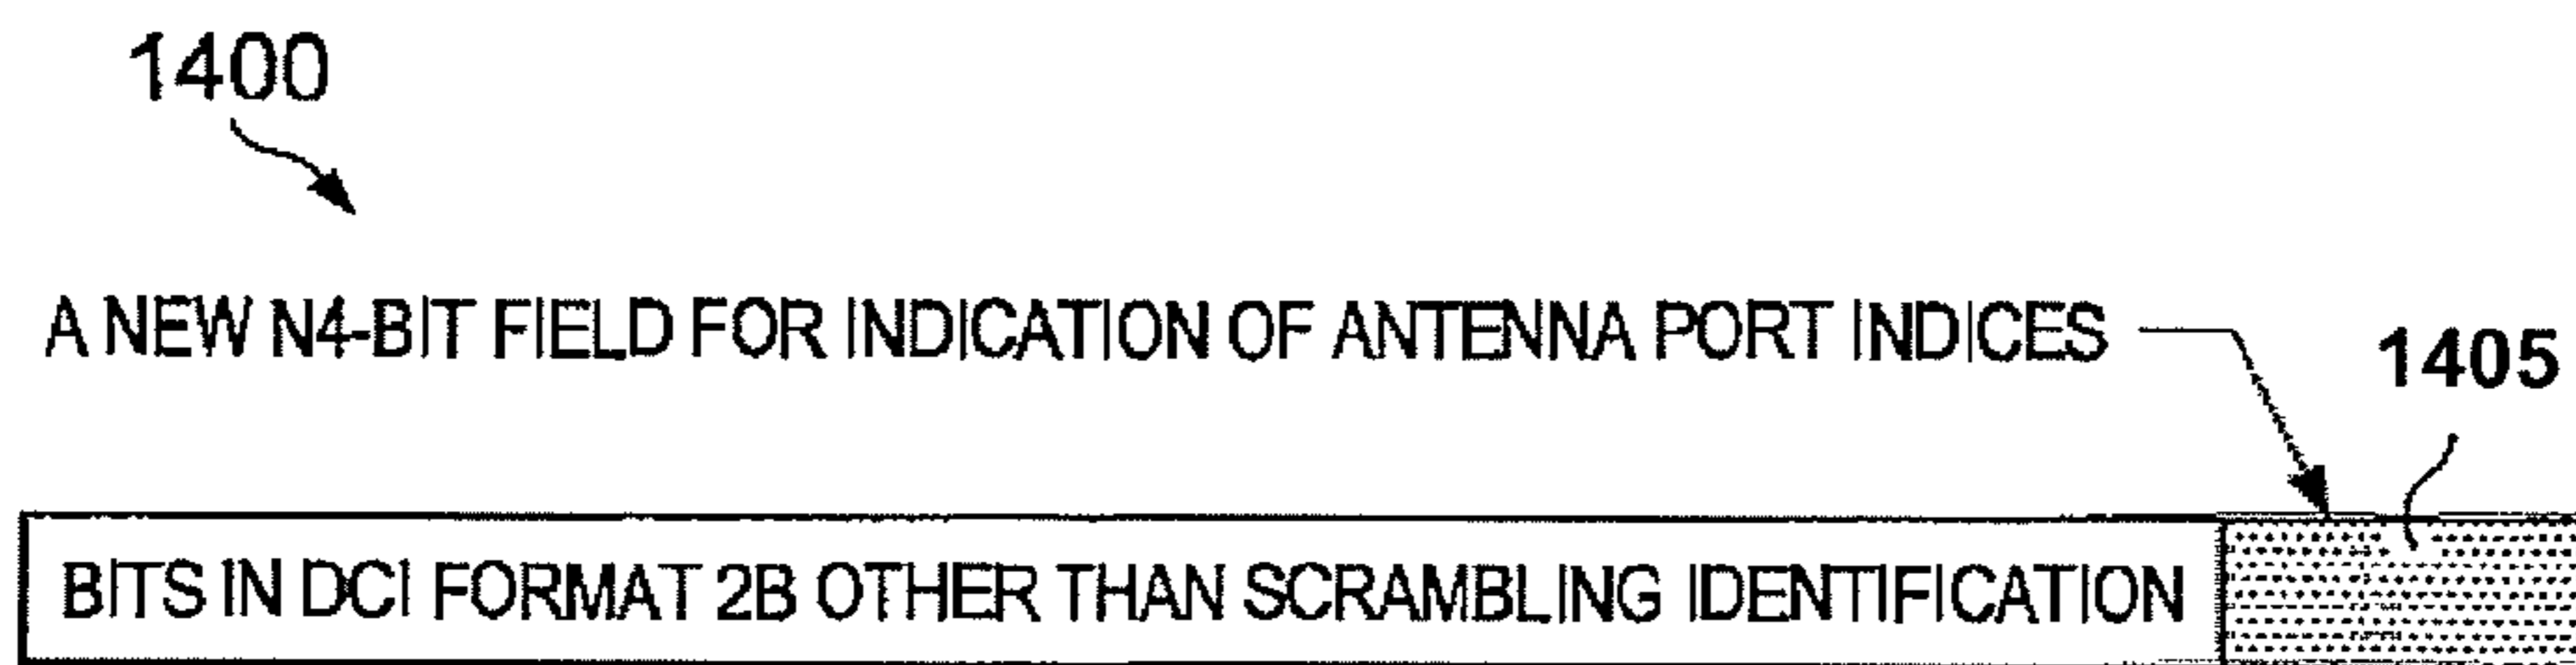 1400
A NEW N4-BIT FIELD FOR INDICATION OF ANTENNA PORT INDICES
1405
BITS IN DCI FORMAT 2B OTHER THAN SCRAMBLING IDENTIFICATION